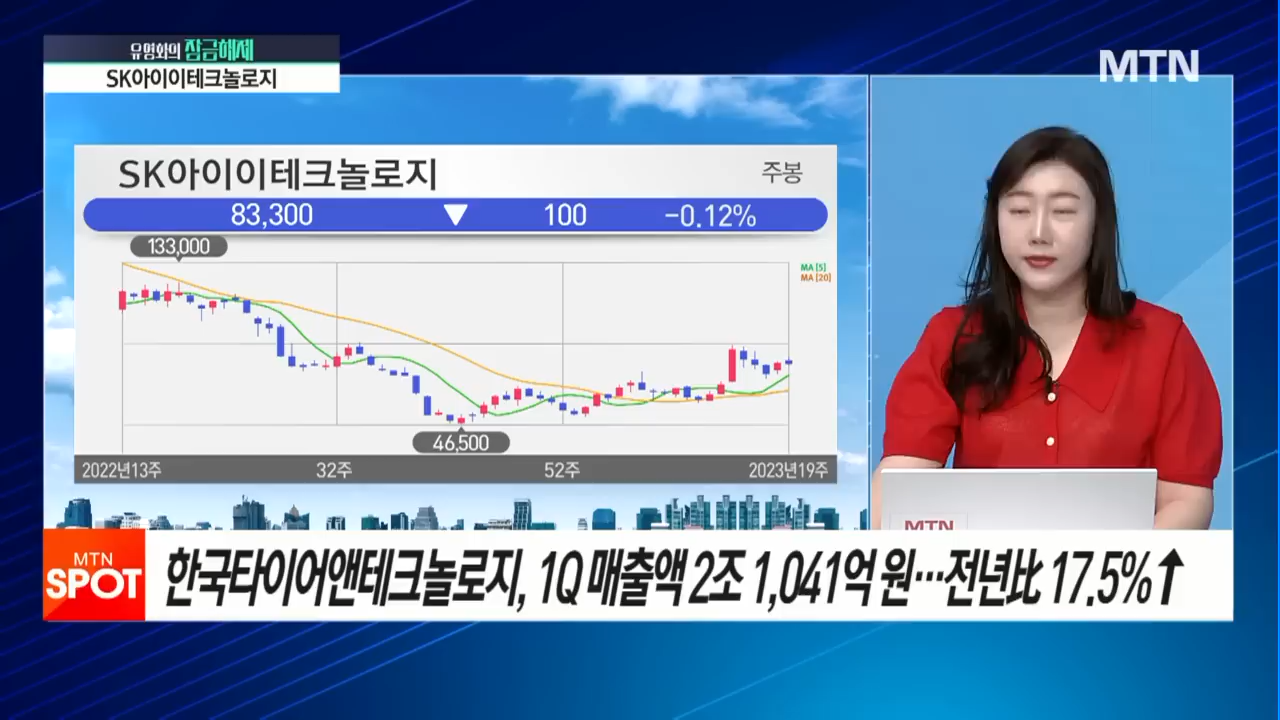 유명화의 잠금해제
SK아이이테크놀로지
MTN
SK아이이테크놀로지
주봉
83,300 ▼ 100 -0.12%
133,000
MA [5]
MA [20]
46,500
2022년13주 32주 52주 2023년19주
MTN
MTN
SPOT
한국타이어앤테크놀로지, 1Q 매출액 2조 1,041억 원…전년比 17.5%↑